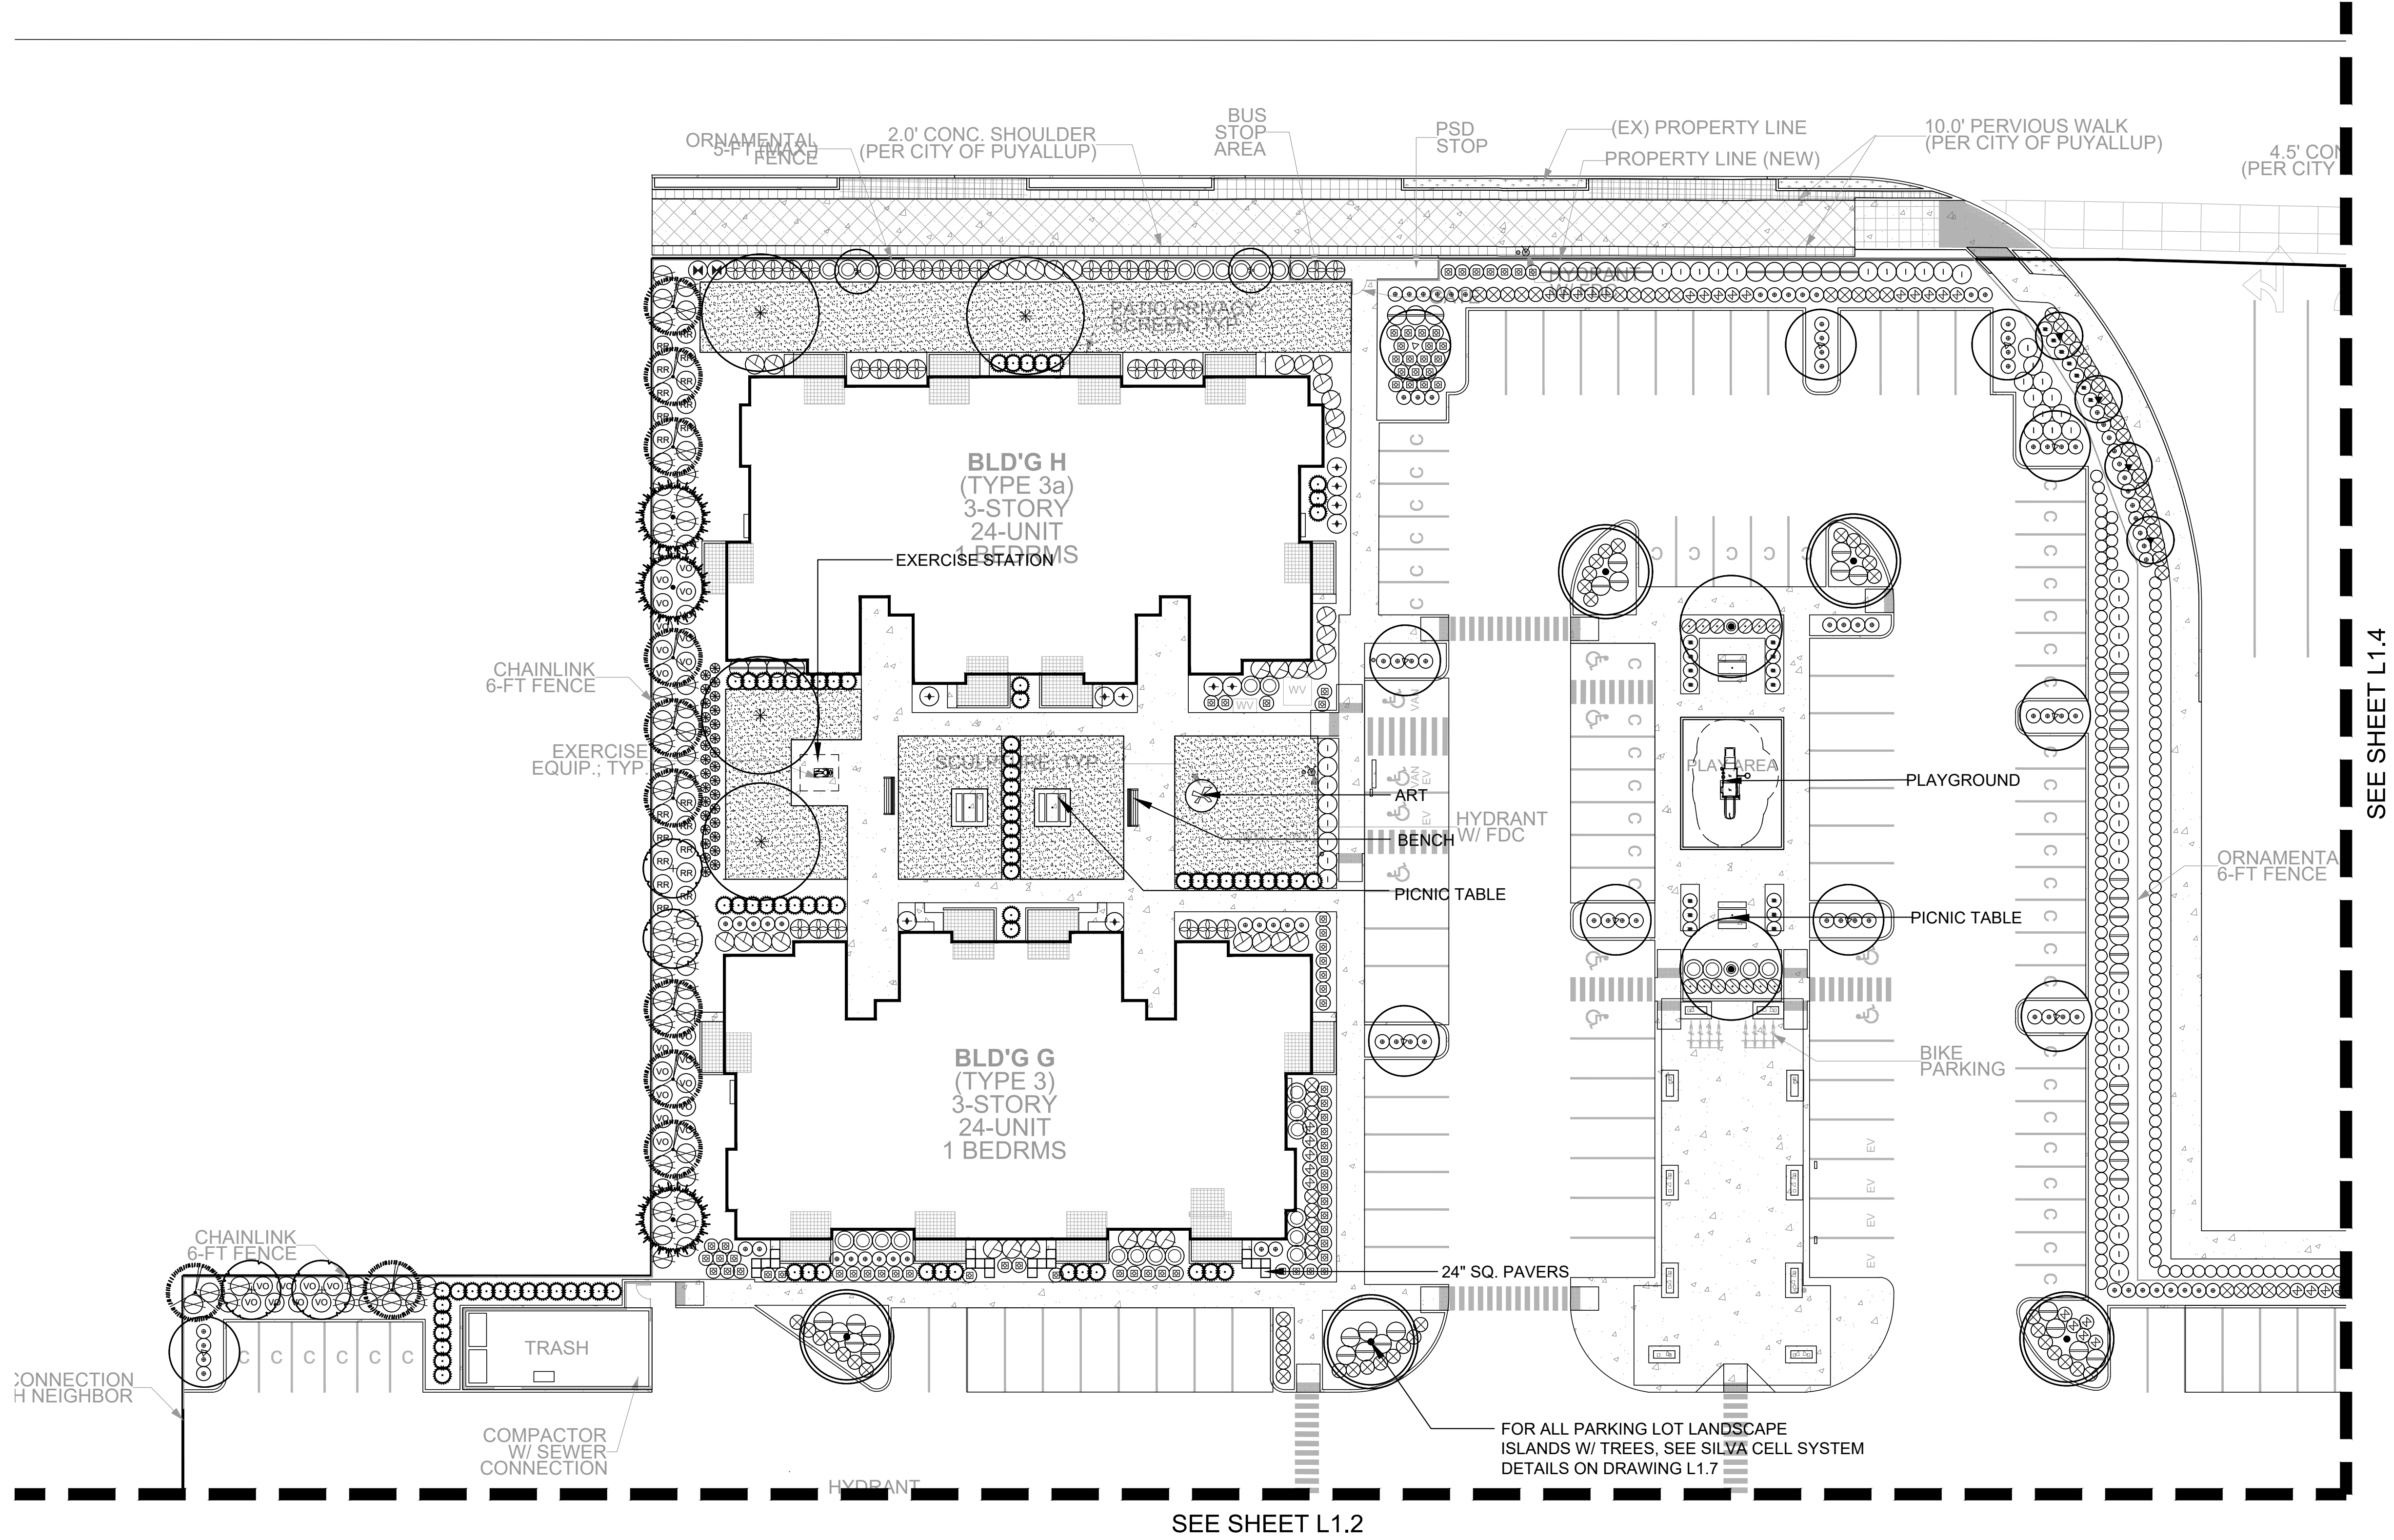 ORNAMENTAL
5-FT (MAX.)
FENCE
2.0' CONC. SHOULDER
(PER CITY OF PUYALLUP)
BUS
STOP
AREA
PSD
STOP
(EX) PROPERTY LINE
PROPERTY LINE (NEW)
10.0' PERVIOUS WALK
(PER CITY OF PUYALLUP)
4.5' CON
(PER CITY
HYDRANT
W/ FDC
PATIO PRIVACY
SCREEN, TYP.
BLD'G H
(TYPE 3a)
3-STORY
24-UNIT
1 BEDRMS
EXERCISE STATION
CHAINLINK
6-FT FENCE
EXERCISE
EQUIP.; TYP.
SCULPTURE, TYP.
PLAY AREA
PLAYGROUND
ART
HYDRANT
W/ FDC
BENCH
PICNIC TABLE
PICNIC TABLE
ORNAMENTA
6-FT FENCE
SEE SHEET L1.4
BLD'G G
(TYPE 3)
3-STORY
24-UNIT
1 BEDRMS
BIKE
PARKING
CHAINLINK
6-FT FENCE
24" SQ. PAVERS
TRASH
CONNECTION
H NEIGHBOR
COMPACTOR
W/ SEWER
CONNECTION
FOR ALL PARKING LOT LANDSCAPE
ISLANDS W/ TREES, SEE SILVA CELL SYSTEM
DETAILS ON DRAWING L1.7
HYDRANT
SEE SHEET L1.2